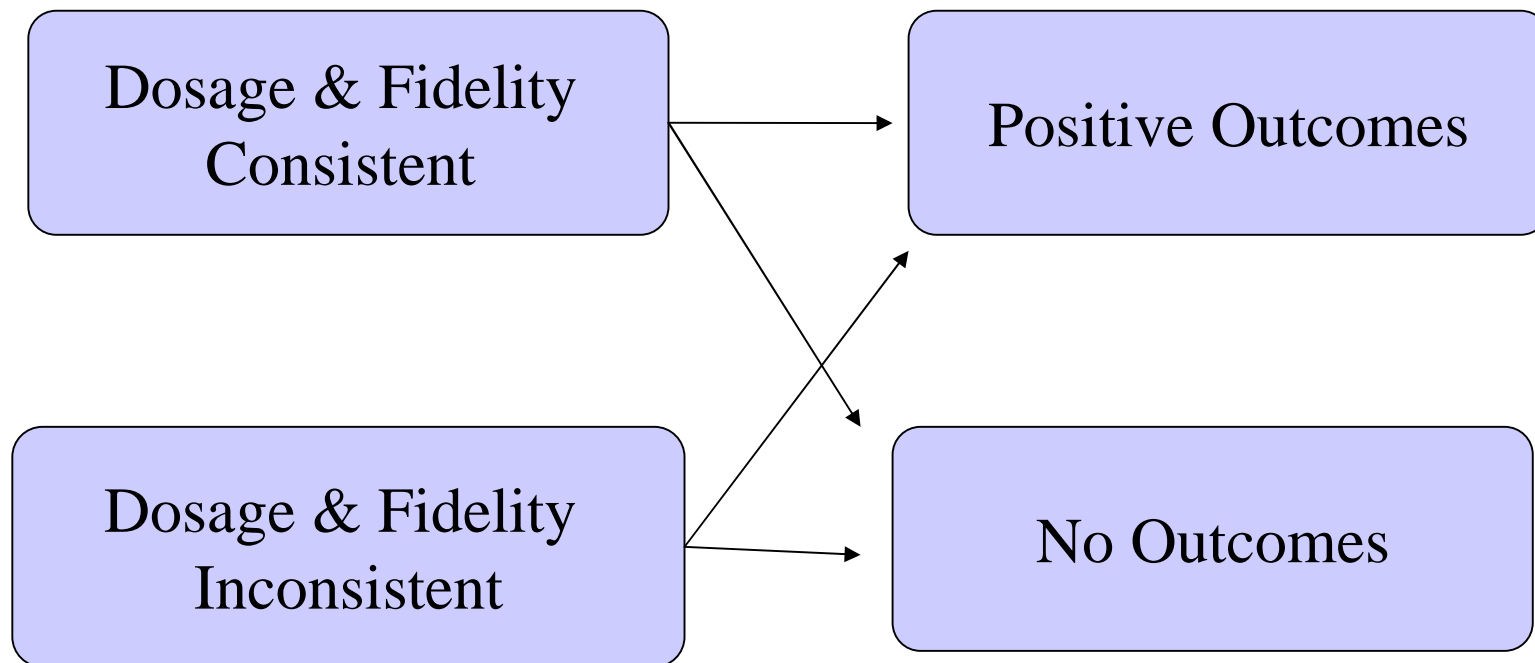 Dosage & Fidelity
Consistent
Positive Outcomes
Dosage & Fidelity
Inconsistent
No Outcomes